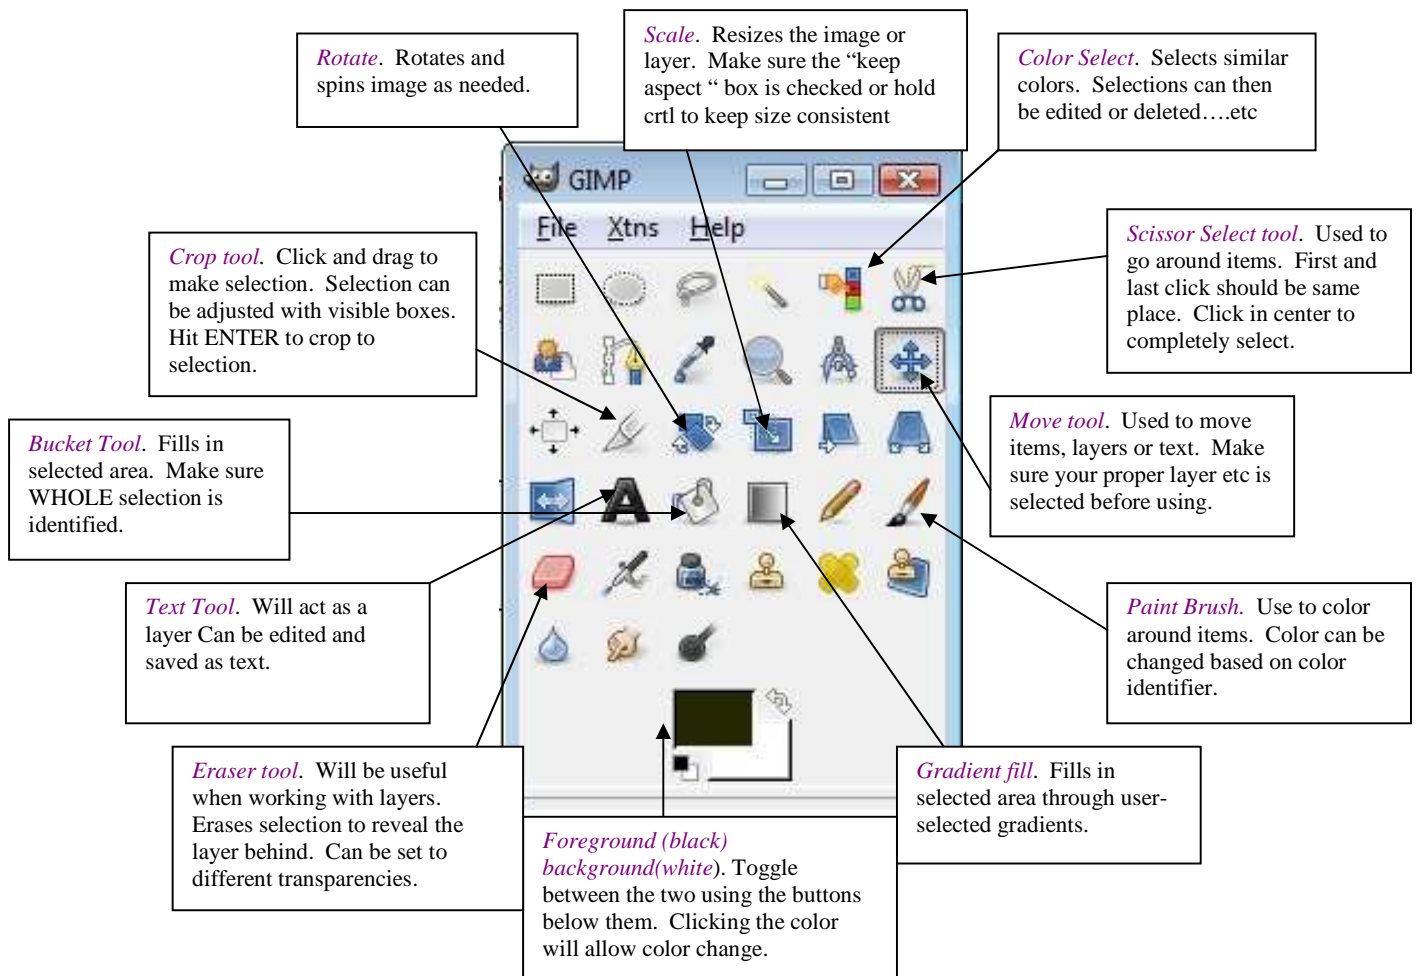 Rotate.  Rotates and
spins image as needed.
Scale.  Resizes the image or
layer.  Make sure the “keep
aspect “ box is checked or hold
crtl to keep size consistent
Color Select.  Selects similar
colors.  Selections can then
be edited or deleted….etc
GIMP
File Xtns Help
Crop tool.  Click and drag to
make selection.  Selection can
be adjusted with visible boxes.
Hit ENTER to crop to
selection.
Scissor Select tool.  Used to
go around items.  First and
last click should be same
place.  Click in center to
completely select.
Bucket Tool.  Fills in
selected area.  Make sure
WHOLE selection is
identified.
Move tool.  Used to move
items, layers or text.  Make
sure your proper layer etc is
selected before using.
Text Tool.  Will act as a
layer Can be edited and
saved as text.
Paint Brush.  Use to color
around items.  Color can be
changed based on color
identifier.
Eraser tool.  Will be useful
when working with layers.
Erases selection to reveal the
layer behind.  Can be set to
different transparencies.
Foreground (black)
background(white). Toggle
between the two using the buttons
below them.  Clicking the color
will allow color change.
Gradient fill.  Fills in
selected area through user-
selected gradients.